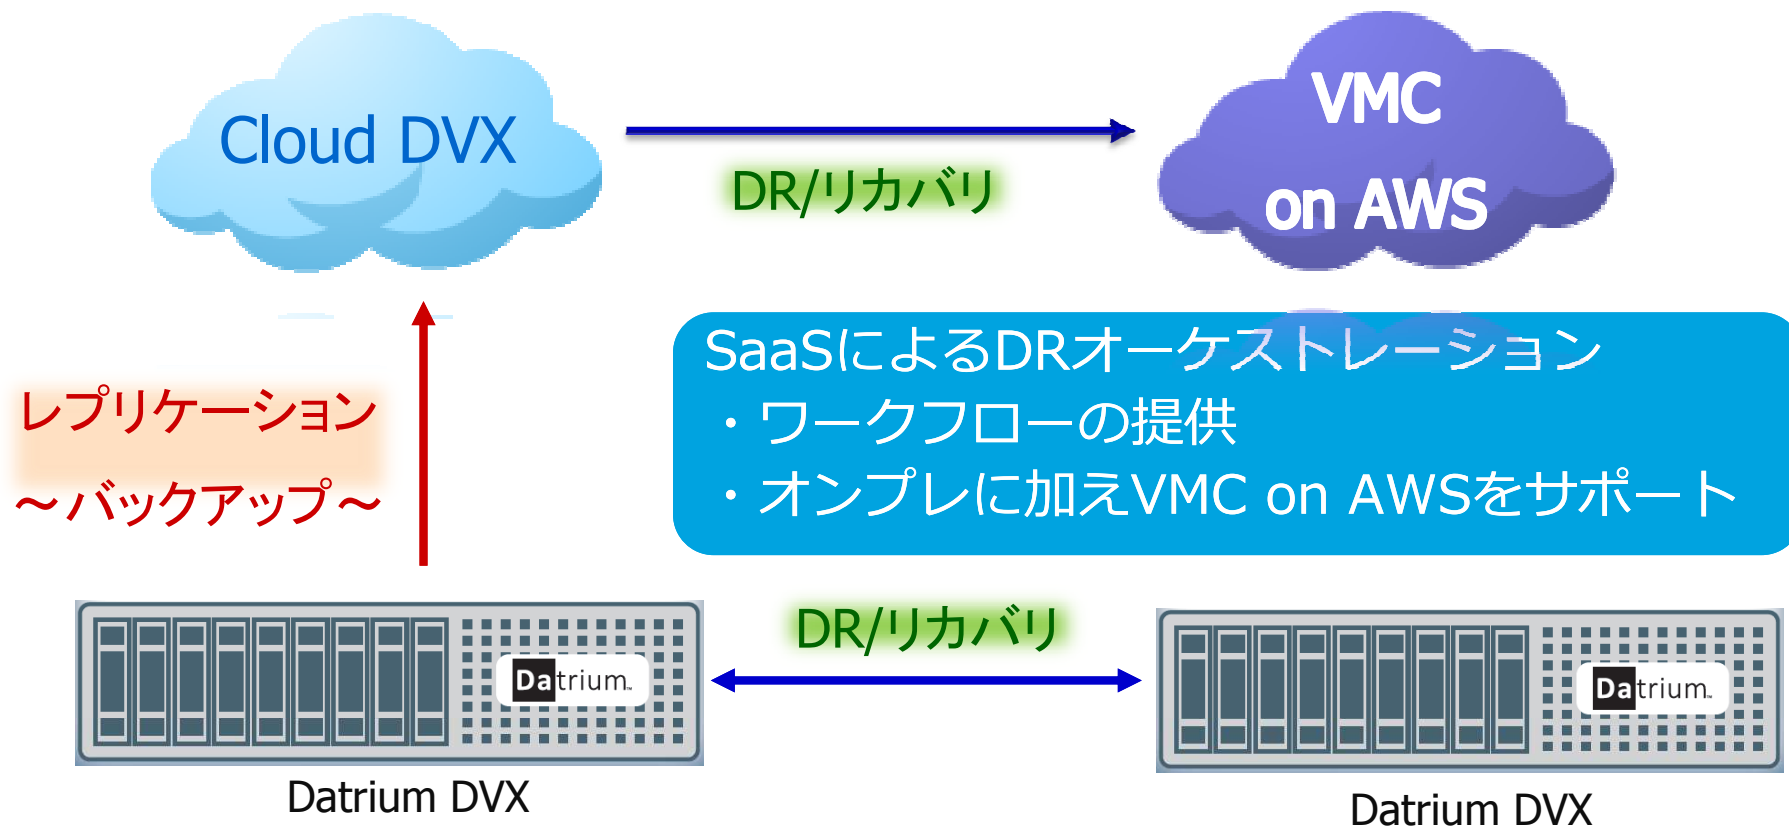 Cloud DVX
VMC
on AWS
DR/リカバリ
SaaSによるDRオーケストレーション
・ワークフローの提供
・オンプレに加えVMC on AWSをサポート
レプリケーション
～バックアップ～
DR/リカバリ
Datrium™
Datrium™
Datrium DVX
Datrium DVX